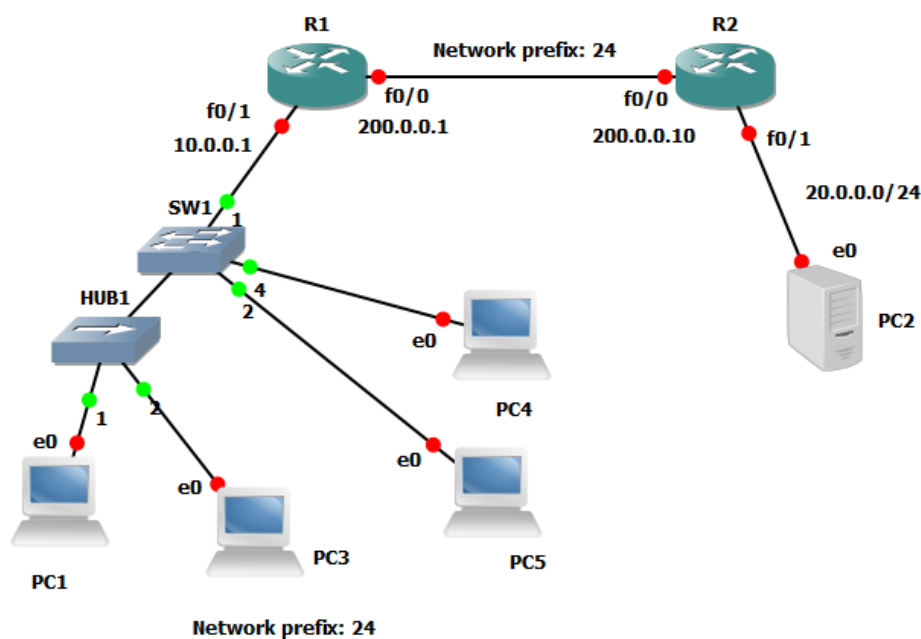 R1
R2
Network prefix: 24
f0/0
f0/0
f0/1
200.0.0.1
200.0.0.10
f0/1
10.0.0.1
20.0.0.0/24
SW1
1
e0
HUB1
4
2
PC2
e0
PC4
1
2
e0
e0
e0
PC3
PC5
PC1
Network prefix: 24